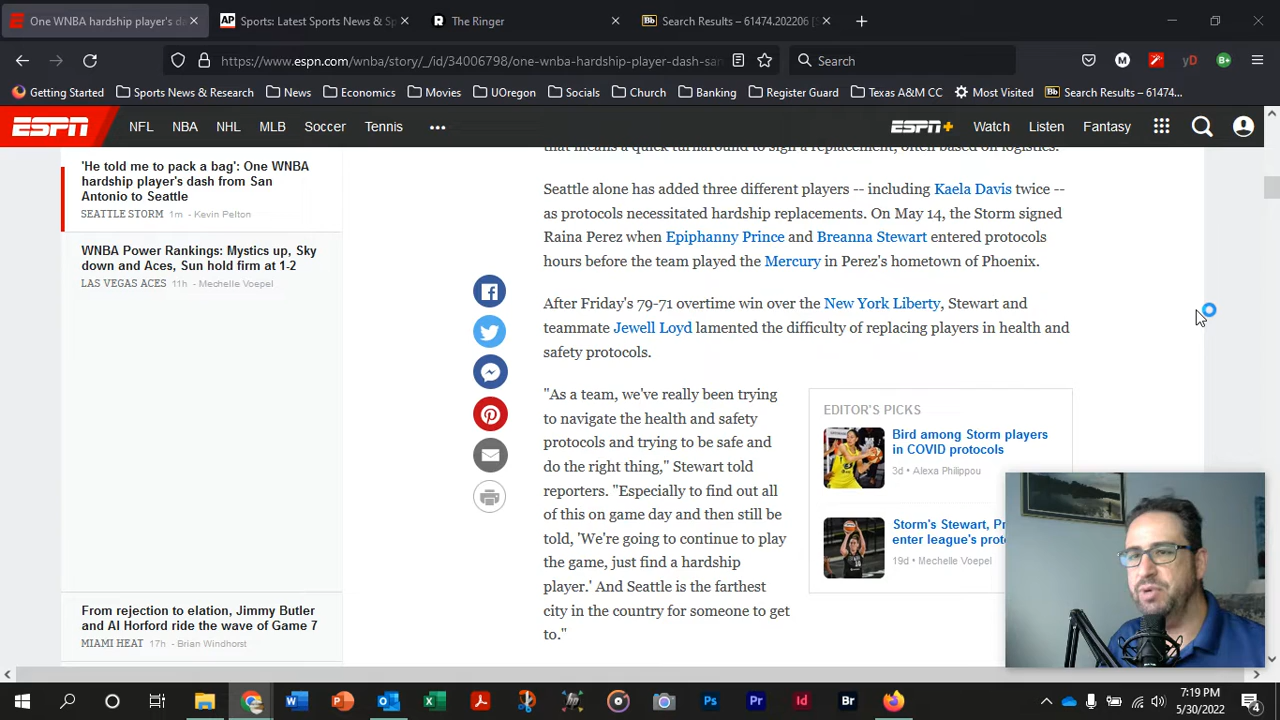 One WNBA hardship player's da
Sports: Latest Sports News & Sp
The Ringer
Search Results – 61474.202206 [S
https://www.espn.com/wnba/story/_/id/34006798/one-wnba-hardship-player-dash-san
Search
Getting Started
Sports News & Research
News
Economics
Movies
UOregon
Socials
Church
Banking
Register Guard
Texas A&M CC
Most Visited
Search Results – 61474...
ESPN NFL NBA NHL MLB Soccer Tennis ESPN+ Watch Listen Fantasy
'He told me to pack a bag': One WNBA
hardship player's dash from San
Antonio to Seattle
SEATTLE STORM 1m - Kevin Pelton
WNBA Power Rankings: Mystics up, Sky
down and Aces, Sun hold firm at 1-2
LAS VEGAS ACES 11h - Mechelle Voepel
From rejection to elation, Jimmy Butler
and Al Horford ride the wave of Game 7
MIAMI HEAT 17h - Brian Windhorst
that means a quick turnaround to sign a replacement, often based on logistics.
Seattle alone has added three different players -- including Kaela Davis twice --
as protocols necessitated hardship replacements. On May 14, the Storm signed
Raina Perez when Epiphanny Prince and Breanna Stewart entered protocols
hours before the team played the Mercury in Perez's hometown of Phoenix.
After Friday's 79-71 overtime win over the New York Liberty, Stewart and
teammate Jewell Loyd lamented the difficulty of replacing players in health and
safety protocols.
"As a team, we've really been trying
to navigate the health and safety
protocols and trying to be safe and
do the right thing," Stewart told
reporters. "Especially to find out all
of this on game day and then still be
told, 'We're going to continue to play
the game, just find a hardship
player.' And Seattle is the farthest
city in the country for someone to get
to."
EDITOR'S PICKS
Bird among Storm players
in COVID protocols
3d - Alexa Philippou
Storm's Stewart, Pr
enter league's prot
19d - Mechelle Voepel
7:19 PM
5/30/2022